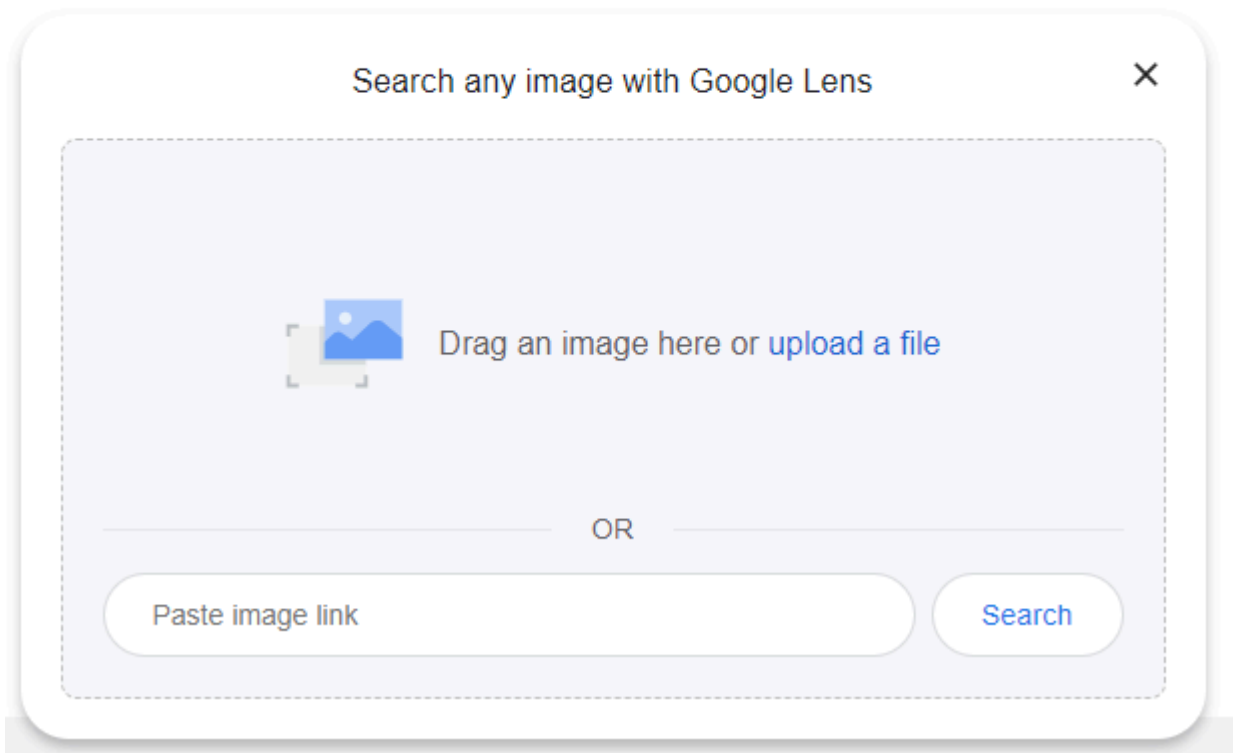 Search any image with Google Lens
Drag an image here or upload a file
OR
Paste image link
Search